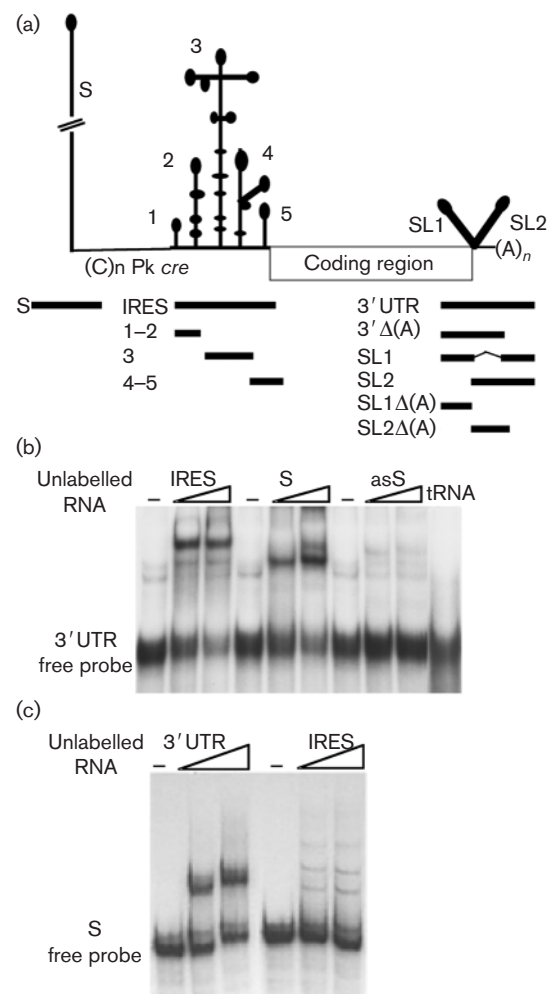 (a)
3
S
2
4
1
5
SL1
SL2
(C)n Pk cre
Coding region
(A)n
S
IRES
3′UTR
1–2
3′Δ(A)
3
SL1
4–5
SL2
SL1Δ(A)
SL2Δ(A)
(b)
Unlabelled RNA
– IRES – S – asS tRNA
3′UTR
free probe
(c)
Unlabelled RNA
– 3′UTR – IRES
S
free probe